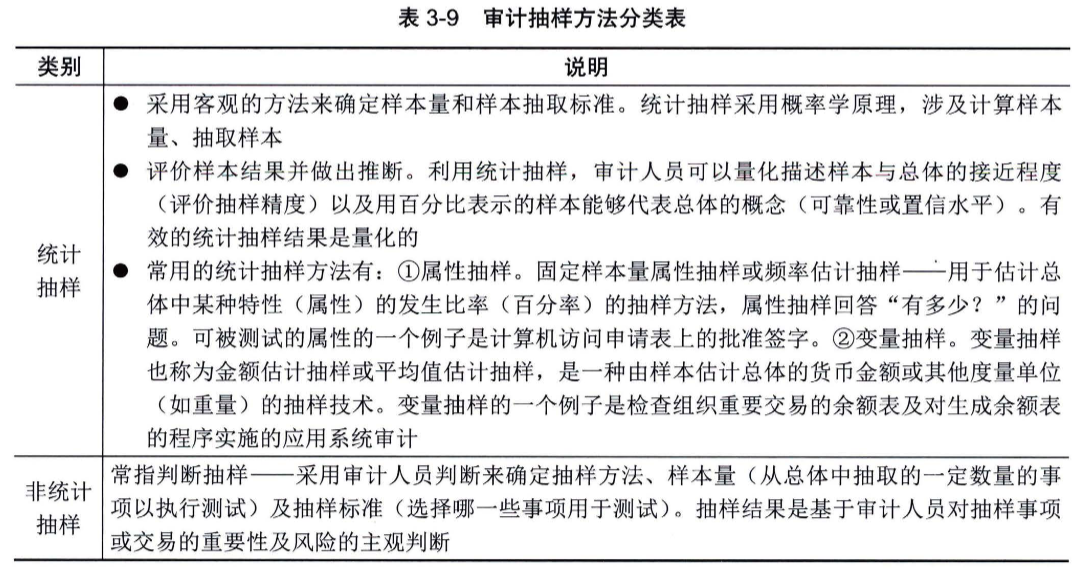 表 3-9 审计抽样方法分类表
类别 说明
统计
抽样
● 采用客观的方法来确定样本量和样本抽取标准。统计抽样采用概率学原理，涉及计算样本
量、抽取样本
● 评价样本结果并做出推断。利用统计抽样，审计人员可以量化描述样本与总体的接近程度
（评价抽样精度）以及用百分比表示的样本能够代表总体的概念（可靠性或置信水平）。有
效的统计抽样结果是量化的
● 常用的统计抽样方法有：①属性抽样。固定样本量属性抽样或频率估计抽样——用于估计总
体中某种特性（属性）的发生比率（百分率）的抽样方法，属性抽样回答“有多少？”的问
题。可被测试的属性的一个例子是计算机访问申请表上的批准签字。②变量抽样。变量抽样
也称为金额估计抽样或平均值估计抽样，是一种由样本估计总体的货币金额或其他度量单位
（如重量）的抽样技术。变量抽样的一个例子是检查组织重要交易的余额表及对生成余额表
的程序实施的应用系统审计
非统计
抽样
常指判断抽样——采用审计人员判断来确定抽样方法、样本量（从总体中抽取的一定数量的事
项以执行测试）及抽样标准（选择哪一些事项用于测试）。抽样结果是基于审计人员对抽样事项
或交易的重要性及风险的主观判断